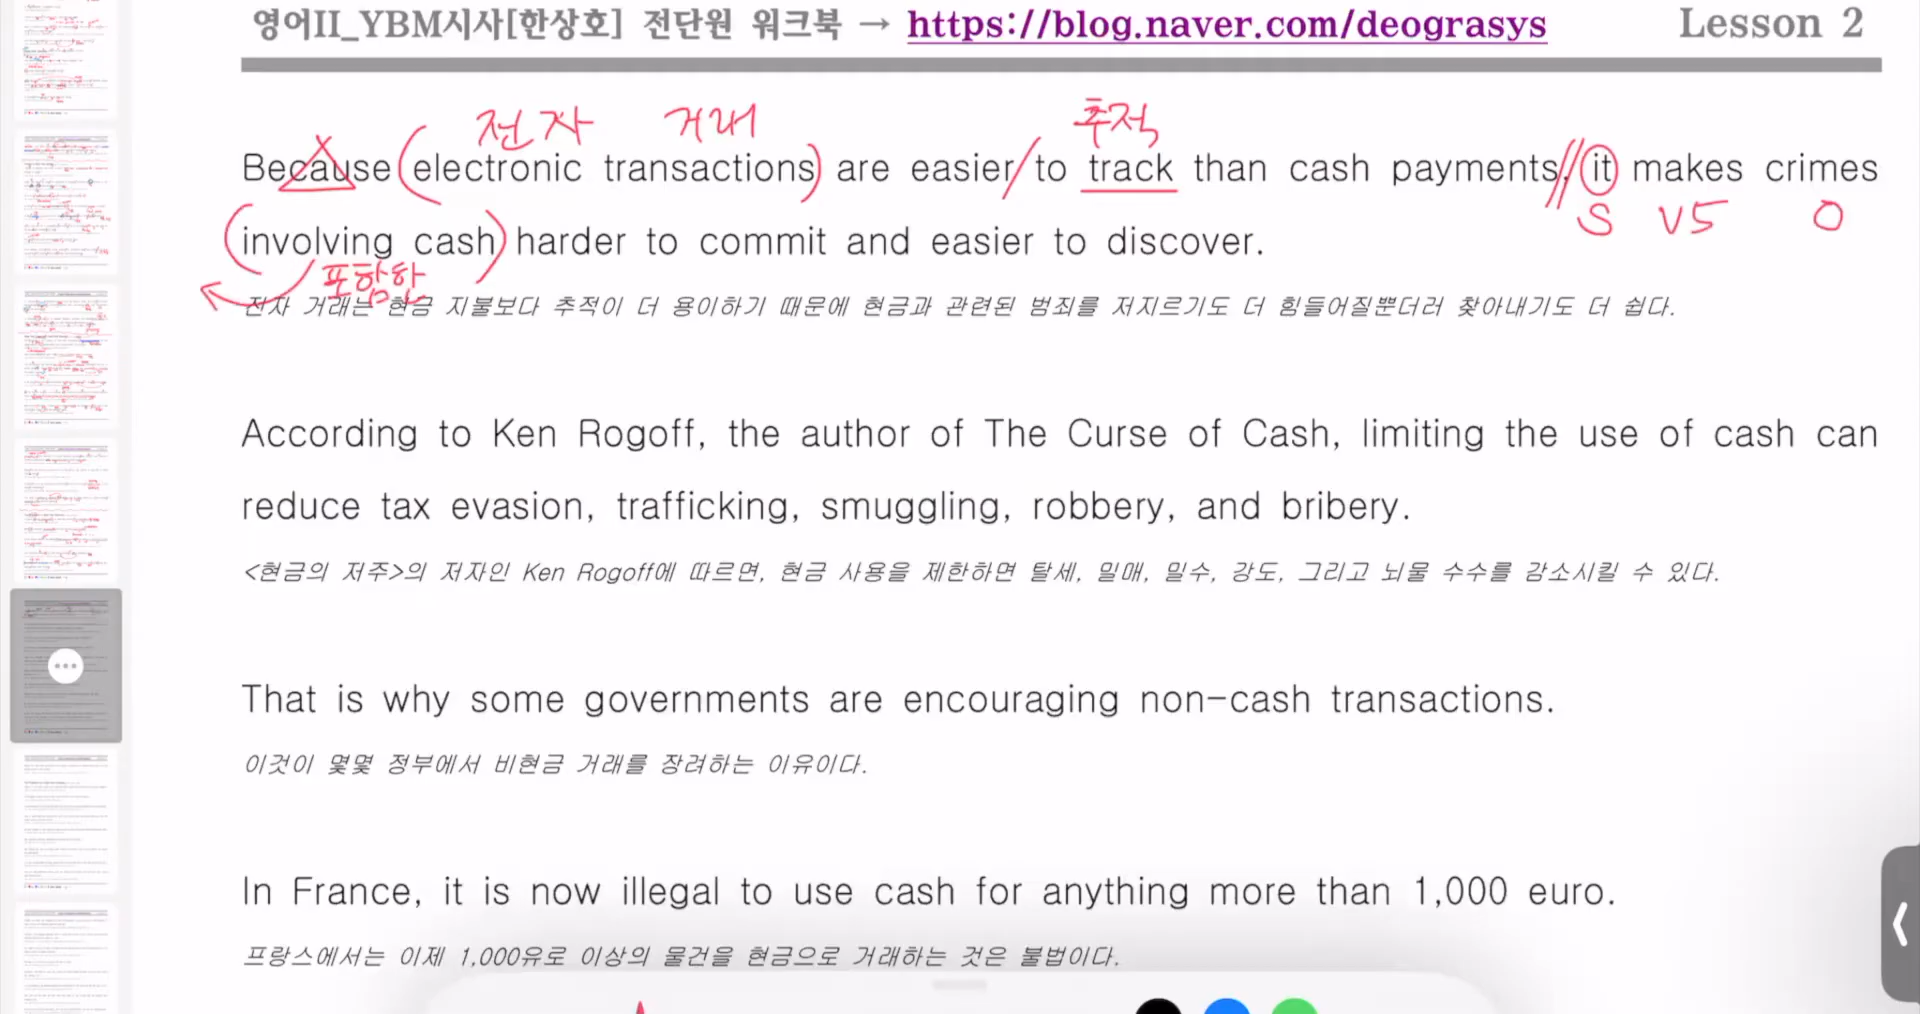 영어II_YBM시사[한상호] 전단원 워크북 → https://blog.naver.com/deograsys Lesson 2
전자 거래 추적
Because electronic transactions are easier to track than cash payments, it makes crimes
S V5 O
involving cash harder to commit and easier to discover.
포함한
전자 거래는 현금 지불보다 추적이 더 용이하기 때문에 현금과 관련된 범죄를 저지르기도 더 힘들어질뿐더러 찾아내기도 더 쉽다.
According to Ken Rogoff, the author of The Curse of Cash, limiting the use of cash can
reduce tax evasion, trafficking, smuggling, robbery, and bribery.
<현금의 저주>의 저자인 Ken Rogoff에 따르면, 현금 사용을 제한하면 탈세, 밀매, 밀수, 강도, 그리고 뇌물 수수를 감소시킬 수 있다.
That is why some governments are encouraging non-cash transactions.
이것이 몇몇 정부에서 비현금 거래를 장려하는 이유이다.
In France, it is now illegal to use cash for anything more than 1,000 euro.
프랑스에서는 이제 1,000유로 이상의 물건을 현금으로 거래하는 것은 불법이다.